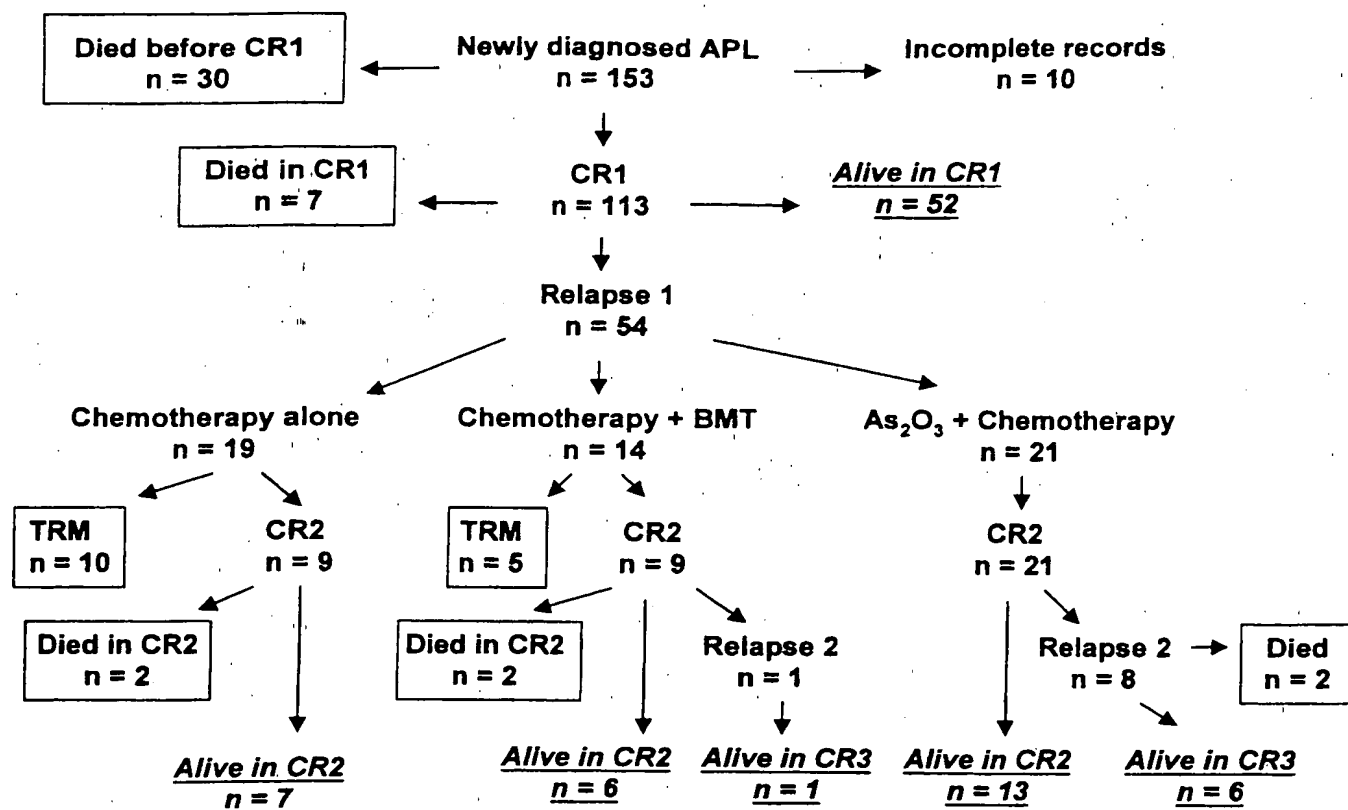 Died before CR1
n = 30
Newly diagnosed APL
n = 153
Incomplete records
n = 10
Died in CR1
n = 7
CR1
n = 113
Alive in CR1
n = 52
Relapse 1
n = 54
Chemotherapy alone
n = 19
Chemotherapy + BMT
n = 14
As₂O₃ + Chemotherapy
n = 21
TRM
n = 10
CR2
n = 9
TRM
n = 5
CR2
n = 9
CR2
n = 21
Died in CR2
n = 2
Died in CR2
n = 2
Relapse 2
n = 1
Relapse 2
n = 8
Died
n = 2
Alive in CR2
n = 7
Alive in CR2
n = 6
Alive in CR3
n = 1
Alive in CR2
n = 13
Alive in CR3
n = 6